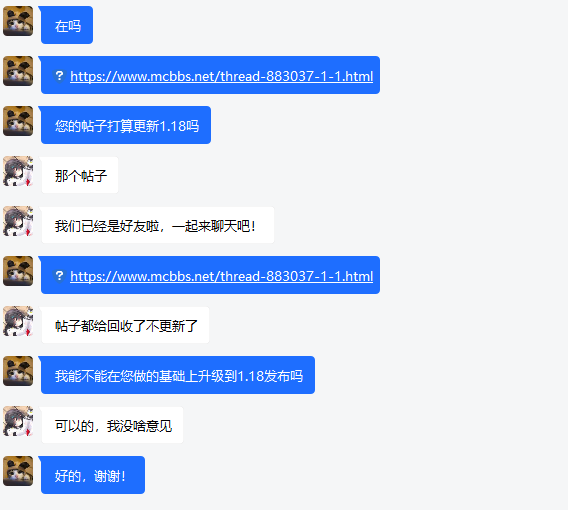 在吗
? https://www.mcbbs.net/thread-883037-1-1.html
您的帖子打算更新1.18吗
那个帖子
我们已经是好友啦，一起来聊天吧！
? https://www.mcbbs.net/thread-883037-1-1.html
帖子都给回收了不更新了
我能不能在您做的基础上升级到1.18发布吗
可以的，我没啥意见
好的，谢谢！